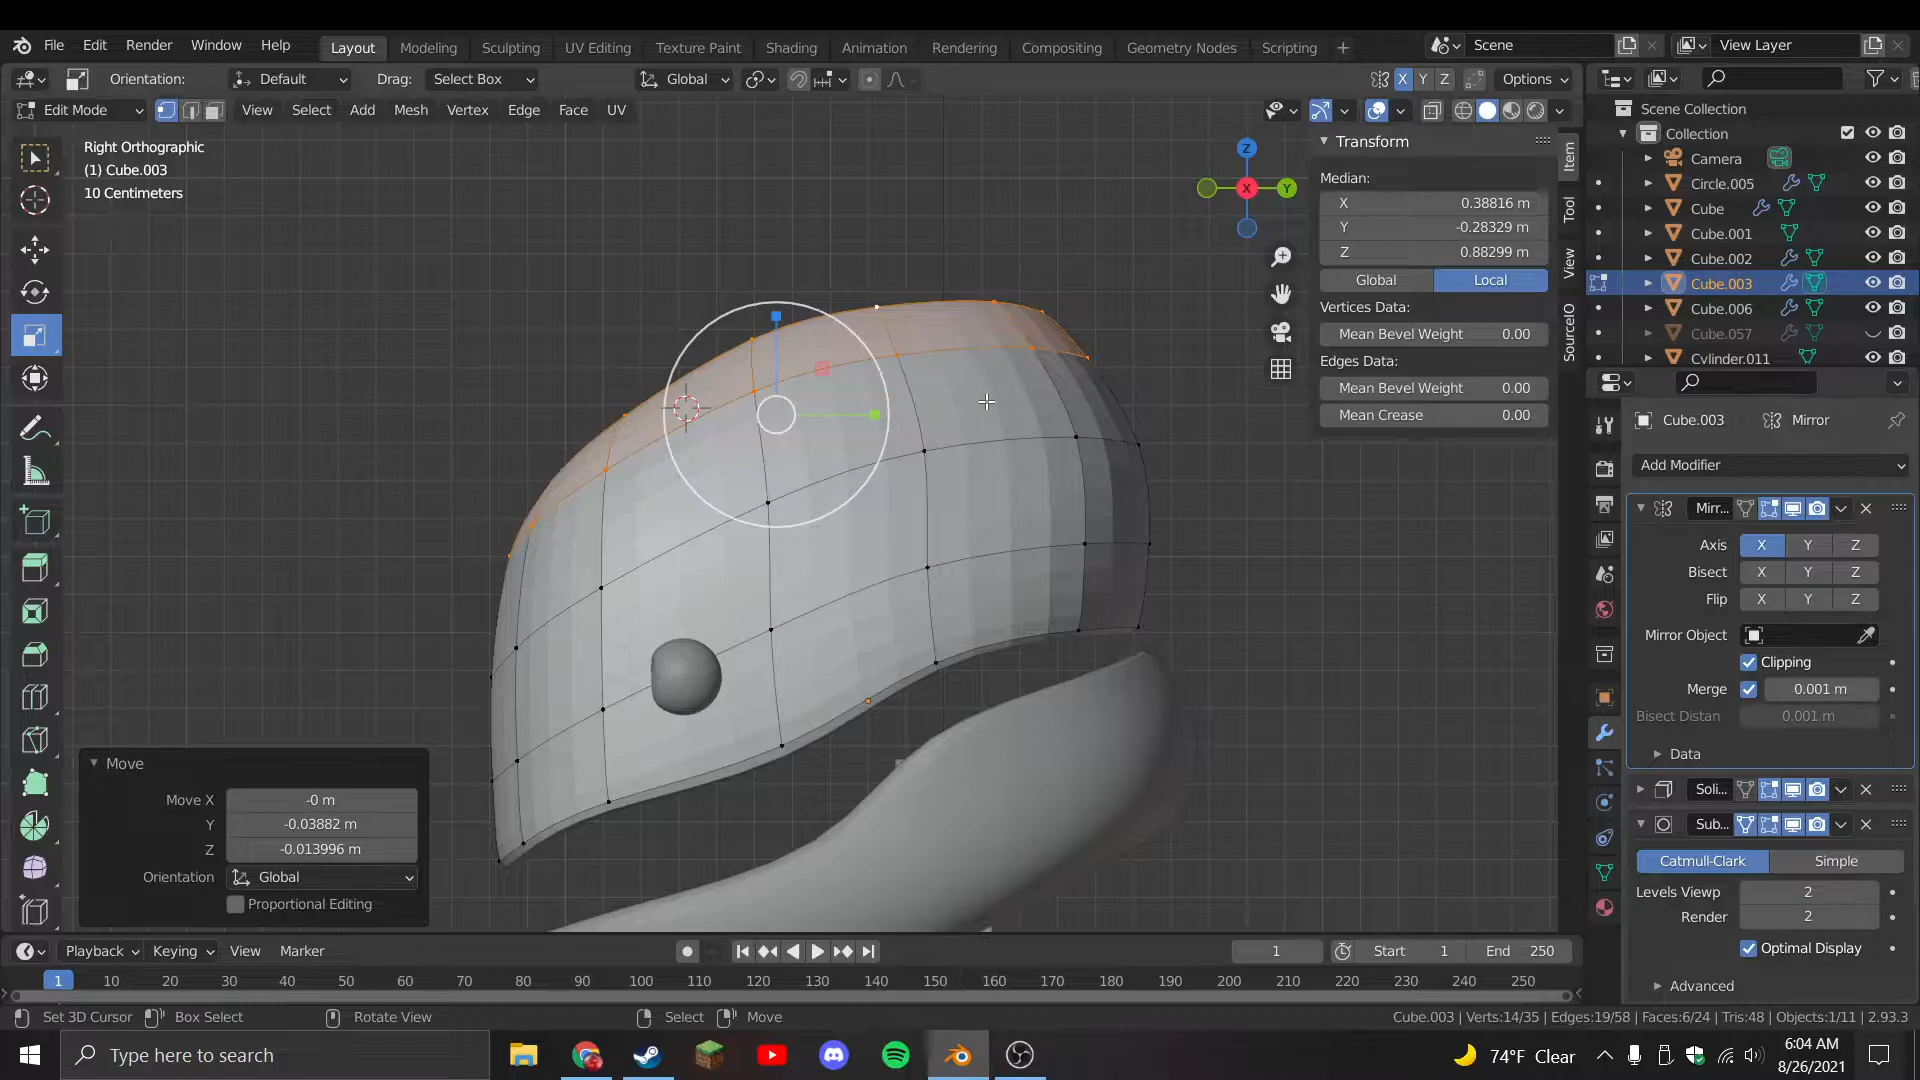 File Edit Render Window Help Layout Modeling Sculpting UV Editing Texture Paint Shading Animation Rendering Compositing Geometry Nodes Scripting + Scene View Layer
Orientation: Default Drag: Select Box Global X Y Z Options
Edit Mode View Select Add Mesh Vertex Edge Face UV
Right Orthographic
(1) Cube.003
10 Centimeters
Z
X
Y
Transform
Median:
X 0.38816 m
Y -0.28329 m
Z 0.88299 m
Global Local
Vertices Data:
Mean Bevel Weight 0.00
Edges Data:
Mean Bevel Weight 0.00
Mean Crease 0.00
Item
Tool
View
SourceIO
Scene Collection
Collection
Camera
Circle.005
Cube
Cube.001
Cube.002
Cube.003
Cube.006
Cube.057
Cylinder.011
Cube.003 Mirror
Add Modifier
Mirr...
Axis X Y Z
Bisect X Y Z
Flip X Y Z
Mirror Object
Clipping
Merge 0.001 m
Bisect Distan 0.001 m
Data
Soli...
Sub...
Catmull-Clark Simple
Levels Viewp 2
Render 2
Optimal Display
Advanced
Move
Move X -0 m
Y -0.03882 m
Z -0.013996 m
Orientation Global
Proportional Editing
Playback Keying View Marker 1 Start 1 End 250
1 10 20 30 40 50 60 70 80 90 100 110 120 130 140 150 160 170 180 190 200 210 220 230 240 250
Set 3D Cursor Box Select Rotate View Select Move Cube.003 | Verts:14/35 | Edges:19/58 | Faces:6/24 | Tris:48 | Objects:1/11 | 2.93.3
Type here to search 74°F Clear 6:04 AM
8/26/2021